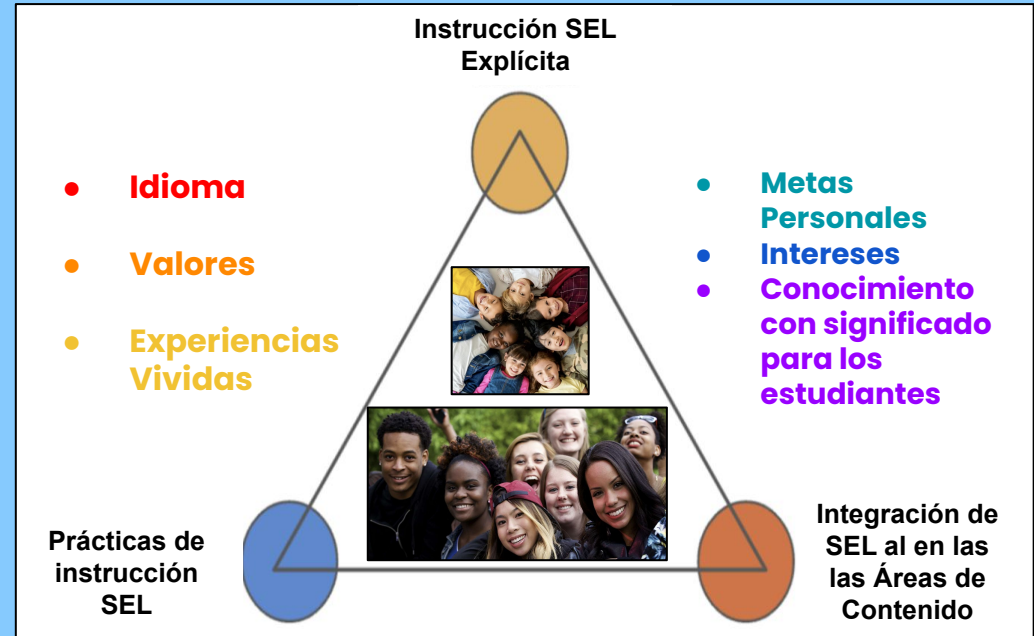 Instrucción SEL
Explícita
● Idioma
● Valores
● Experiencias
Vividas
● Metas
Personales
● Intereses
● Conocimiento
con significado
para los
estudiantes
Prácticas de
instrucción
SEL
Integración de
SEL al en las
las Áreas de
Contenido